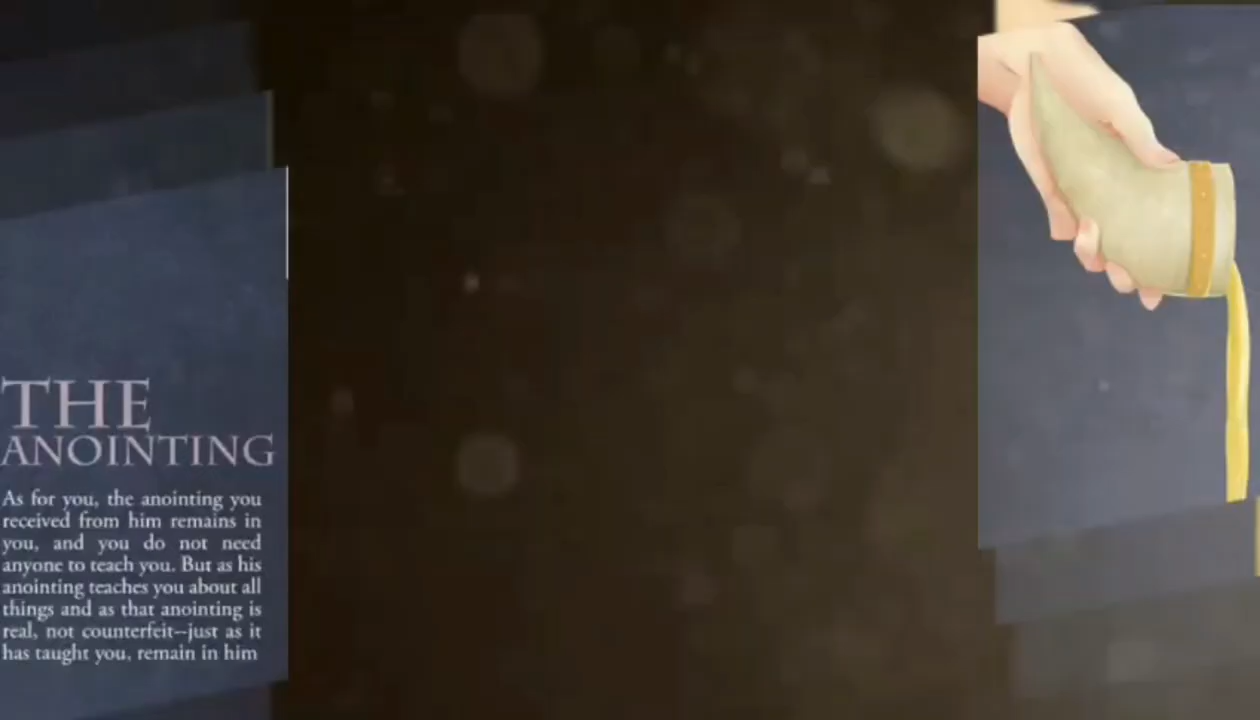 THE
ANOINTING
As for you, the anointing you
received from him remains in
you, and you do not need
anyone to teach you. But as his
anointing teaches you about all
things and as that anointing is
real, not counterfeit–just as it
has taught you, remain in him